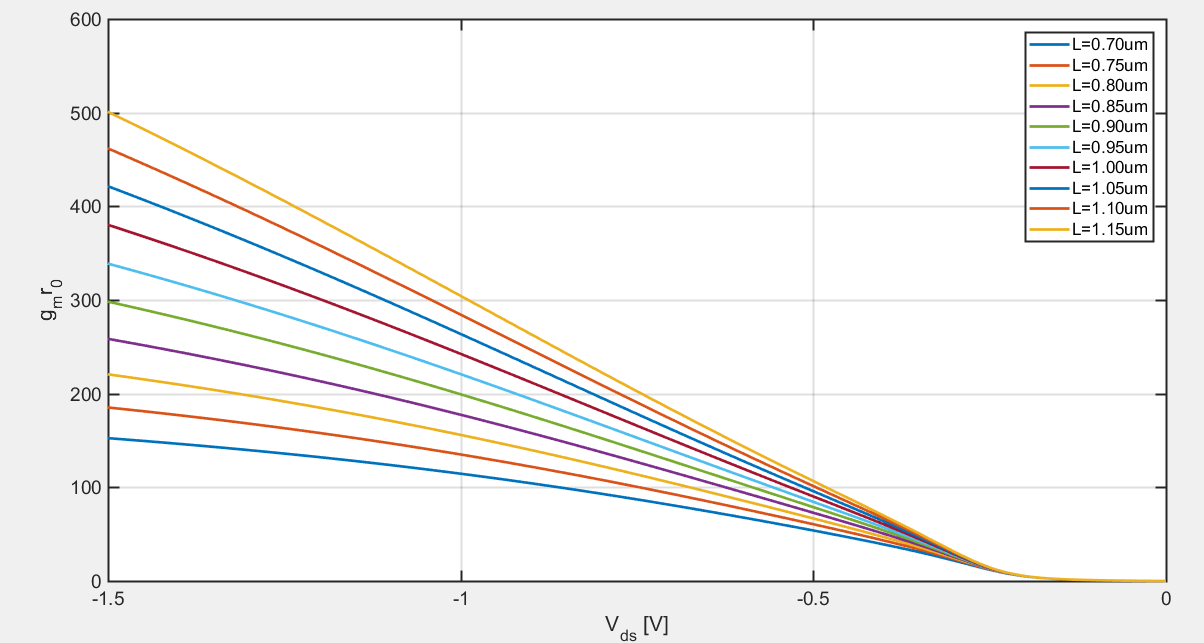 600
500
400
300
200
100
0
g_m r_0
-1.5
-1
-0.5
0
V_ds [V]
L=0.70um
L=0.75um
L=0.80um
L=0.85um
L=0.90um
L=0.95um
L=1.00um
L=1.05um
L=1.10um
L=1.15um